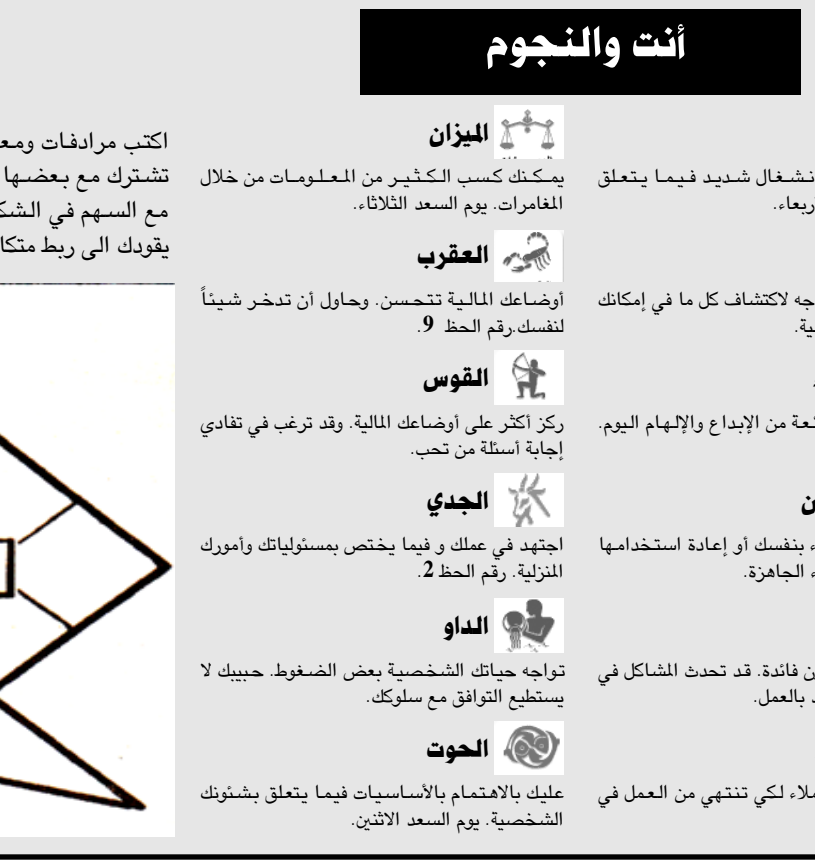 أنت والنجوم
نشغال شديد فيما يتعلق
ربعاء.
جه لاكتشاف كل ما في إمكانك
ية.
عة من الإبداع والإلهام اليوم.
ن
ء بنفسك أو إعادة استخدامها
ء الجاهزة.
ن فائدة. قد تحدث المشاكل في
د بالعمل.
ملاء لكي تنتهي من العمل في
الميزان
يمكنك كسب الكثير من المعلومات من خلال
المغامرات. يوم السعد الثلاثاء.
العقرب
أوضاعك المالية تتحسن. وحاول أن تدخر شيئاً
لنفسك.رقم الحظ 9.
القوس
ركز أكثر على أوضاعك المالية. وقد ترغب في تفادي
إجابة أسئلة من تحب.
الجدي
اجتهد في عملك و فيما يختص بمسئولياتك وأمورك
المنزلية. رقم الحظ 2.
الداو
تواجه حياتك الشخصية بعض الضغوط. حبيبك لا
يستطيع التوافق مع سلوكك.
الحوت
عليك بالاهتمام بالأساسيات فيما يتعلق بشئونك
الشخصية. يوم السعد الاثنين.
اكتب مرادفات ومع
تشترك مع بعضها
مع السهم في الشك
يقودك الى ربط متكا